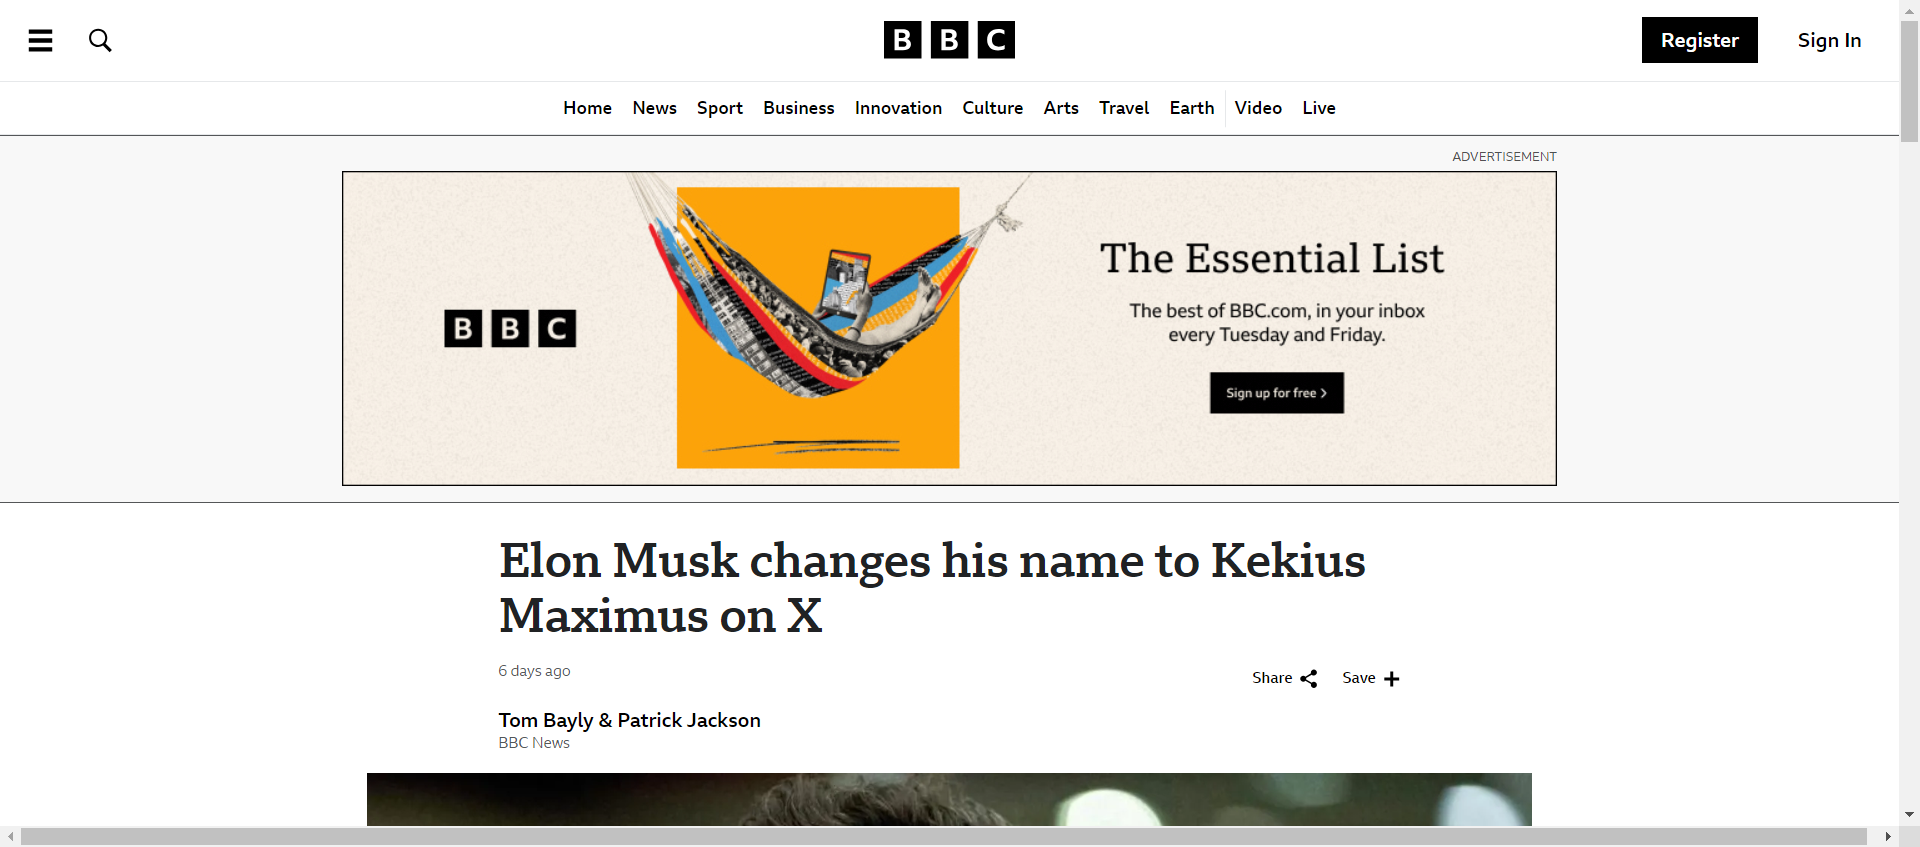 BBC
Register
Sign In
Home
News
Sport
Business
Innovation
Culture
Arts
Travel
Earth
Video
Live
ADVERTISEMENT
BBC
The Essential List
The best of BBC.com, in your inbox
every Tuesday and Friday.
Sign up for free >
Elon Musk changes his name to Kekius
Maximus on X
6 days ago
Share
Save
Tom Bayly & Patrick Jackson
BBC News